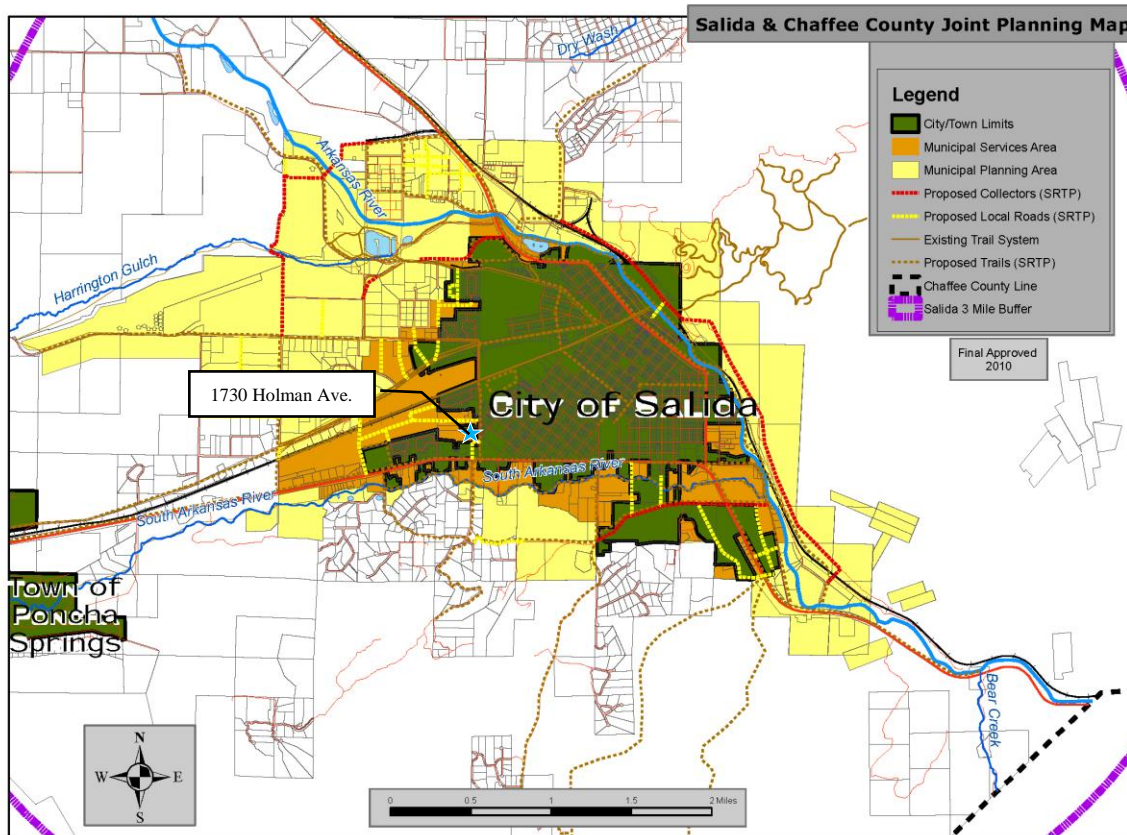 Salida & Chaffee County Joint Planning Map
Legend
City/Town Limits
Municipal Services Area
Municipal Planning Area
Proposed Collectors (SRTP)
Proposed Local Roads (SRTP)
Existing Trail System
Proposed Trails (SRTP)
Chaffee County Line
Salida 3 Mile Buffer
Final Approved
2010
Dry Wash
Arkansas River
Harrington Gulch
1730 Holman Ave.
City of Salida
South Arkansas River
South Arkansas River
Town of
Poncha
Springs
Bear Creek
N
W E
S
0 0.5 1 1.5 2 Miles